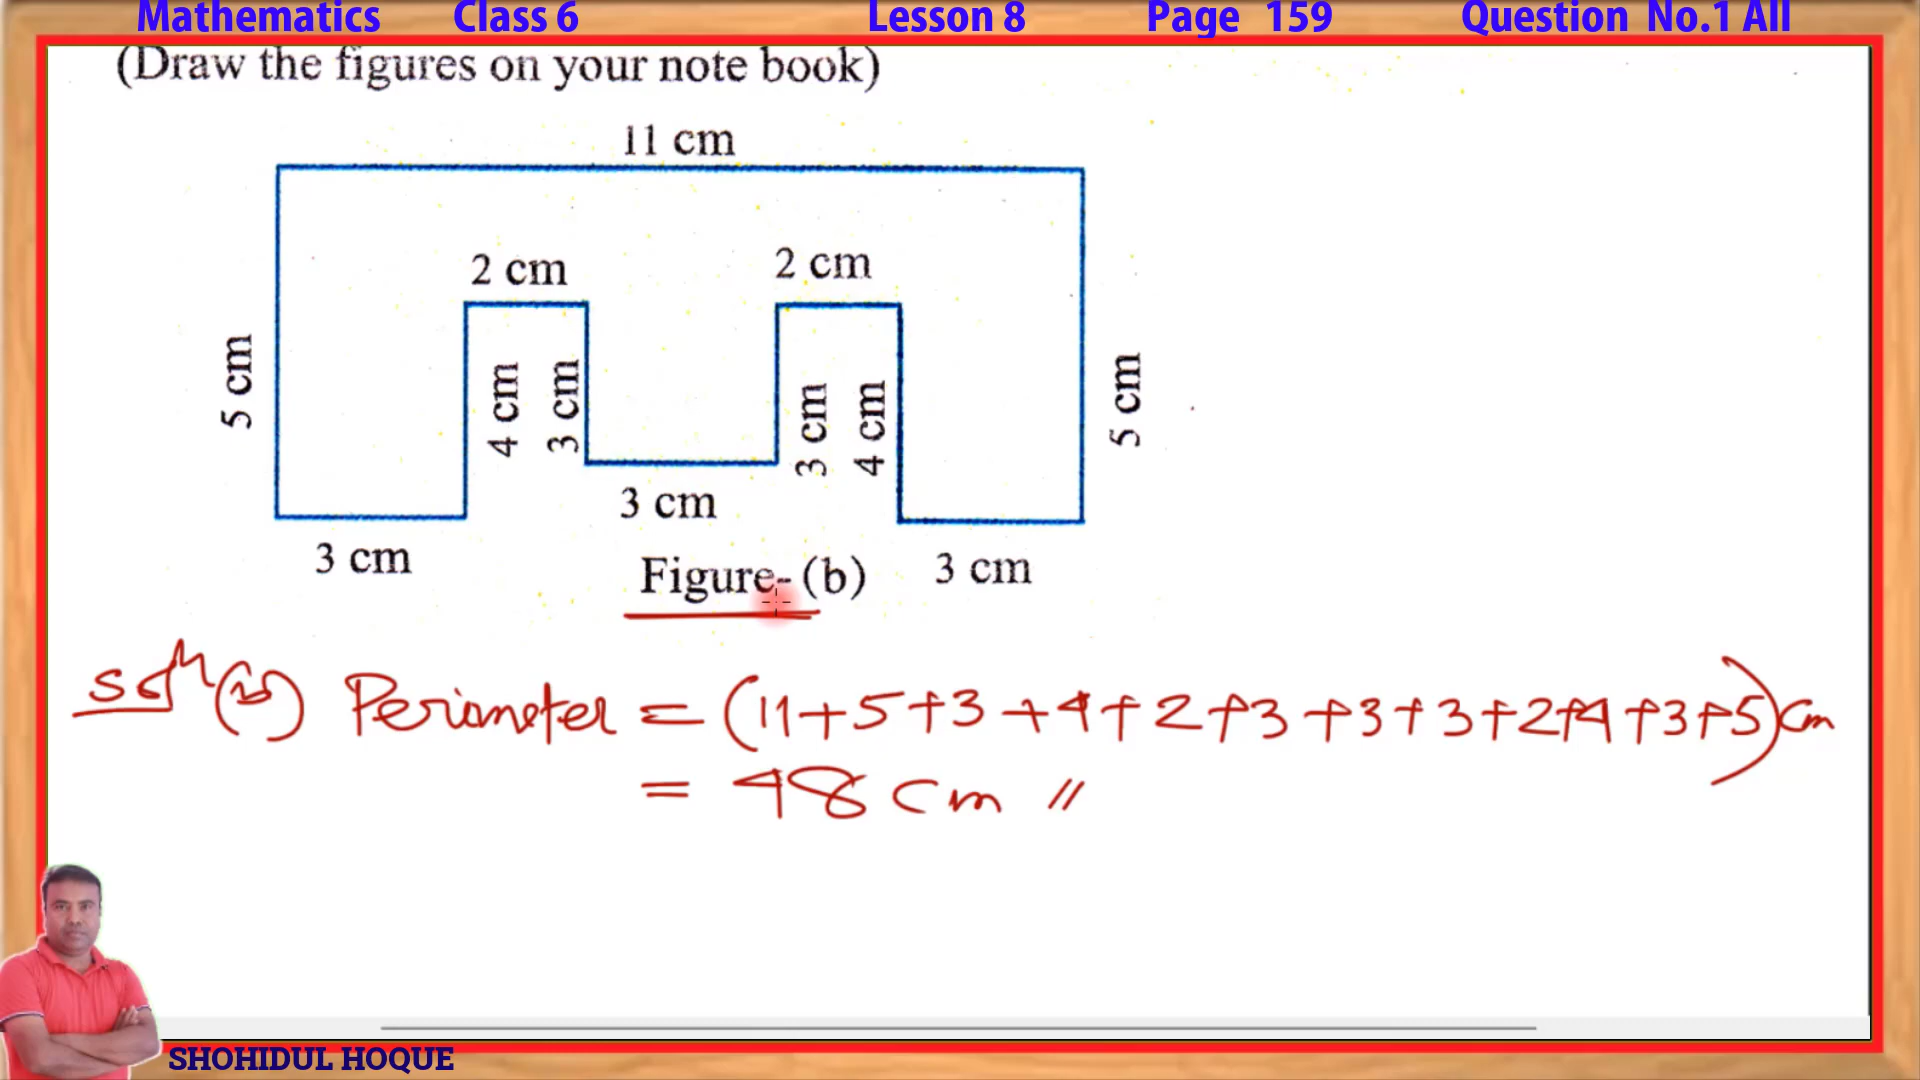 Mathematics Class 6 Lesson 8 Page 159 Question No.1 All
(Draw the figures on your note book)
11 cm
2 cm 2 cm
5 cm 4 cm 3 cm 3 cm 4 cm 5 cm
3 cm
3 cm Figure-(b) 3 cm
Solⁿ (b) Perimeter = (11+5+3+4+2+3+3+3+2+4+3+5) cm
= 48 cm //
SHOHIDUL HOQUE